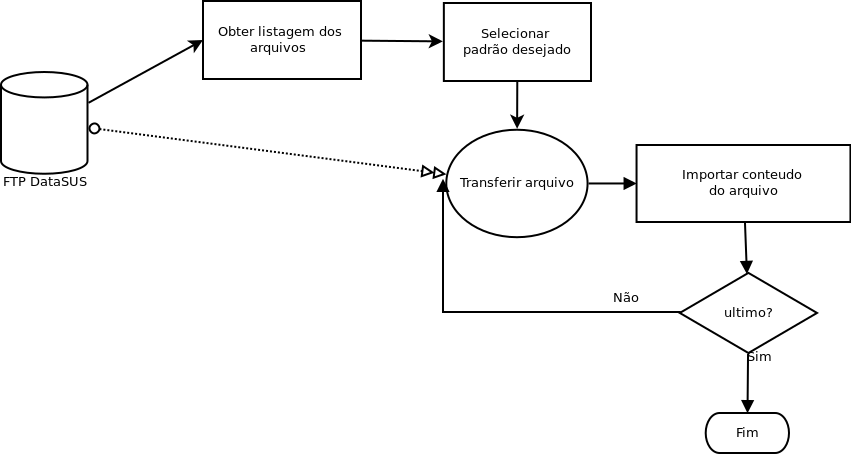 Obter listagem dos
arquivos
Selecionar
padrão desejado
FTP DataSUS
Transferir arquivo
Importar conteudo
do arquivo
Não
ultimo?
Sim
Fim